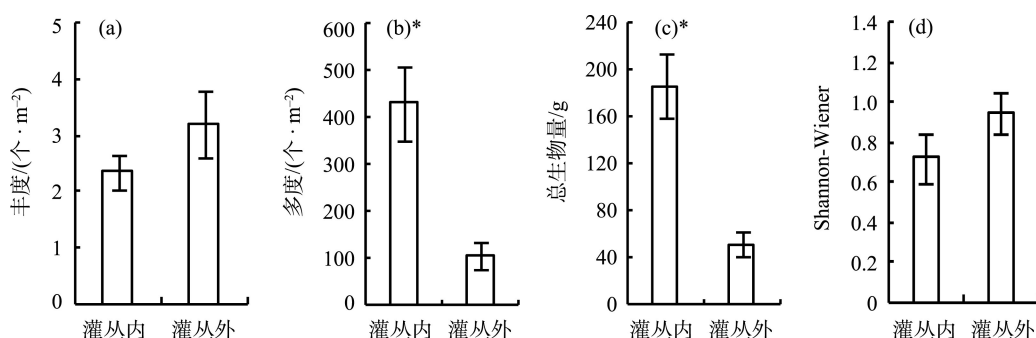 丰度/(个·m⁻²)
5
4
3
2
1
0
(a)
灌丛内
灌丛外
多度/(个·m⁻²)
600
500
400
300
200
100
0
(b)*
灌丛内
灌丛外
总生物量/g
240
200
160
120
80
40
0
(c)*
灌丛内
灌丛外
Shannon-Wiener
1.4
1.2
1.0
0.8
0.6
0.4
0.2
0
(d)
灌丛内
灌丛外